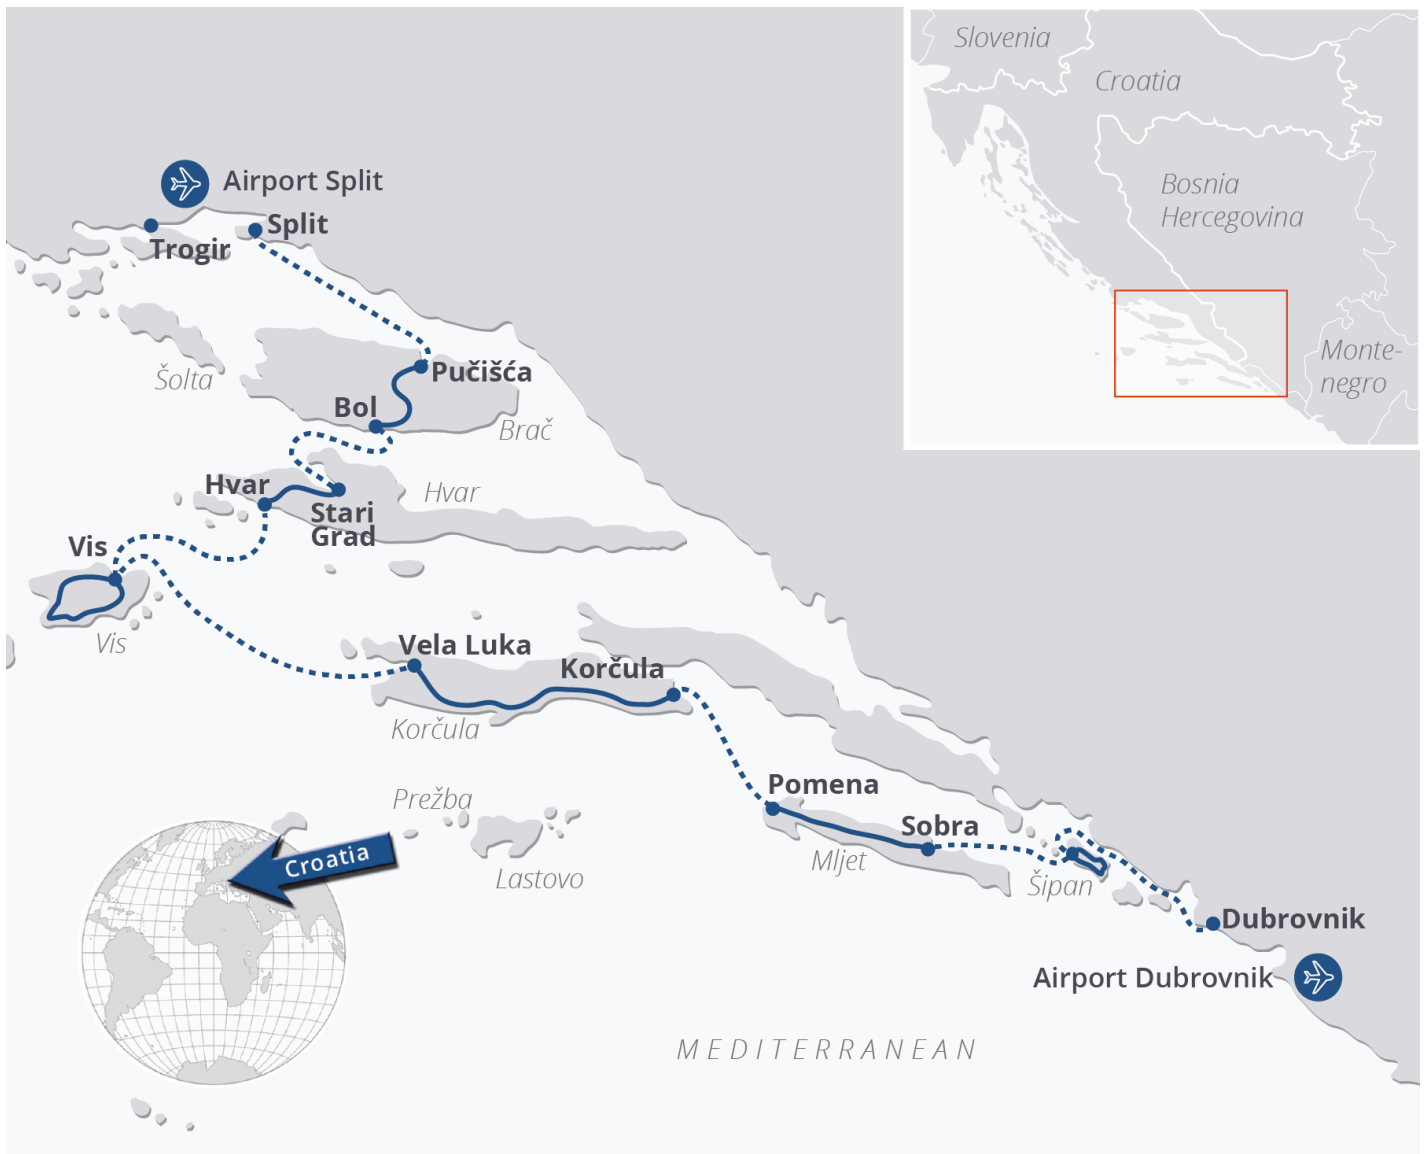 Slovenia
Croatia
Bosnia
Hercegovina
Monte-
negro
Airport Split
Split
Trogir
Šolta
Pučišća
Bol
Brač
Hvar
Hvar
Stari
Grad
Vis
Vis
Vela Luka
Korčula
Korčula
Pomena
Prežba
Sobra
Croatia
Mljet
Lastovo
Šipan
Dubrovnik
Airport Dubrovnik
MEDITERRANEAN